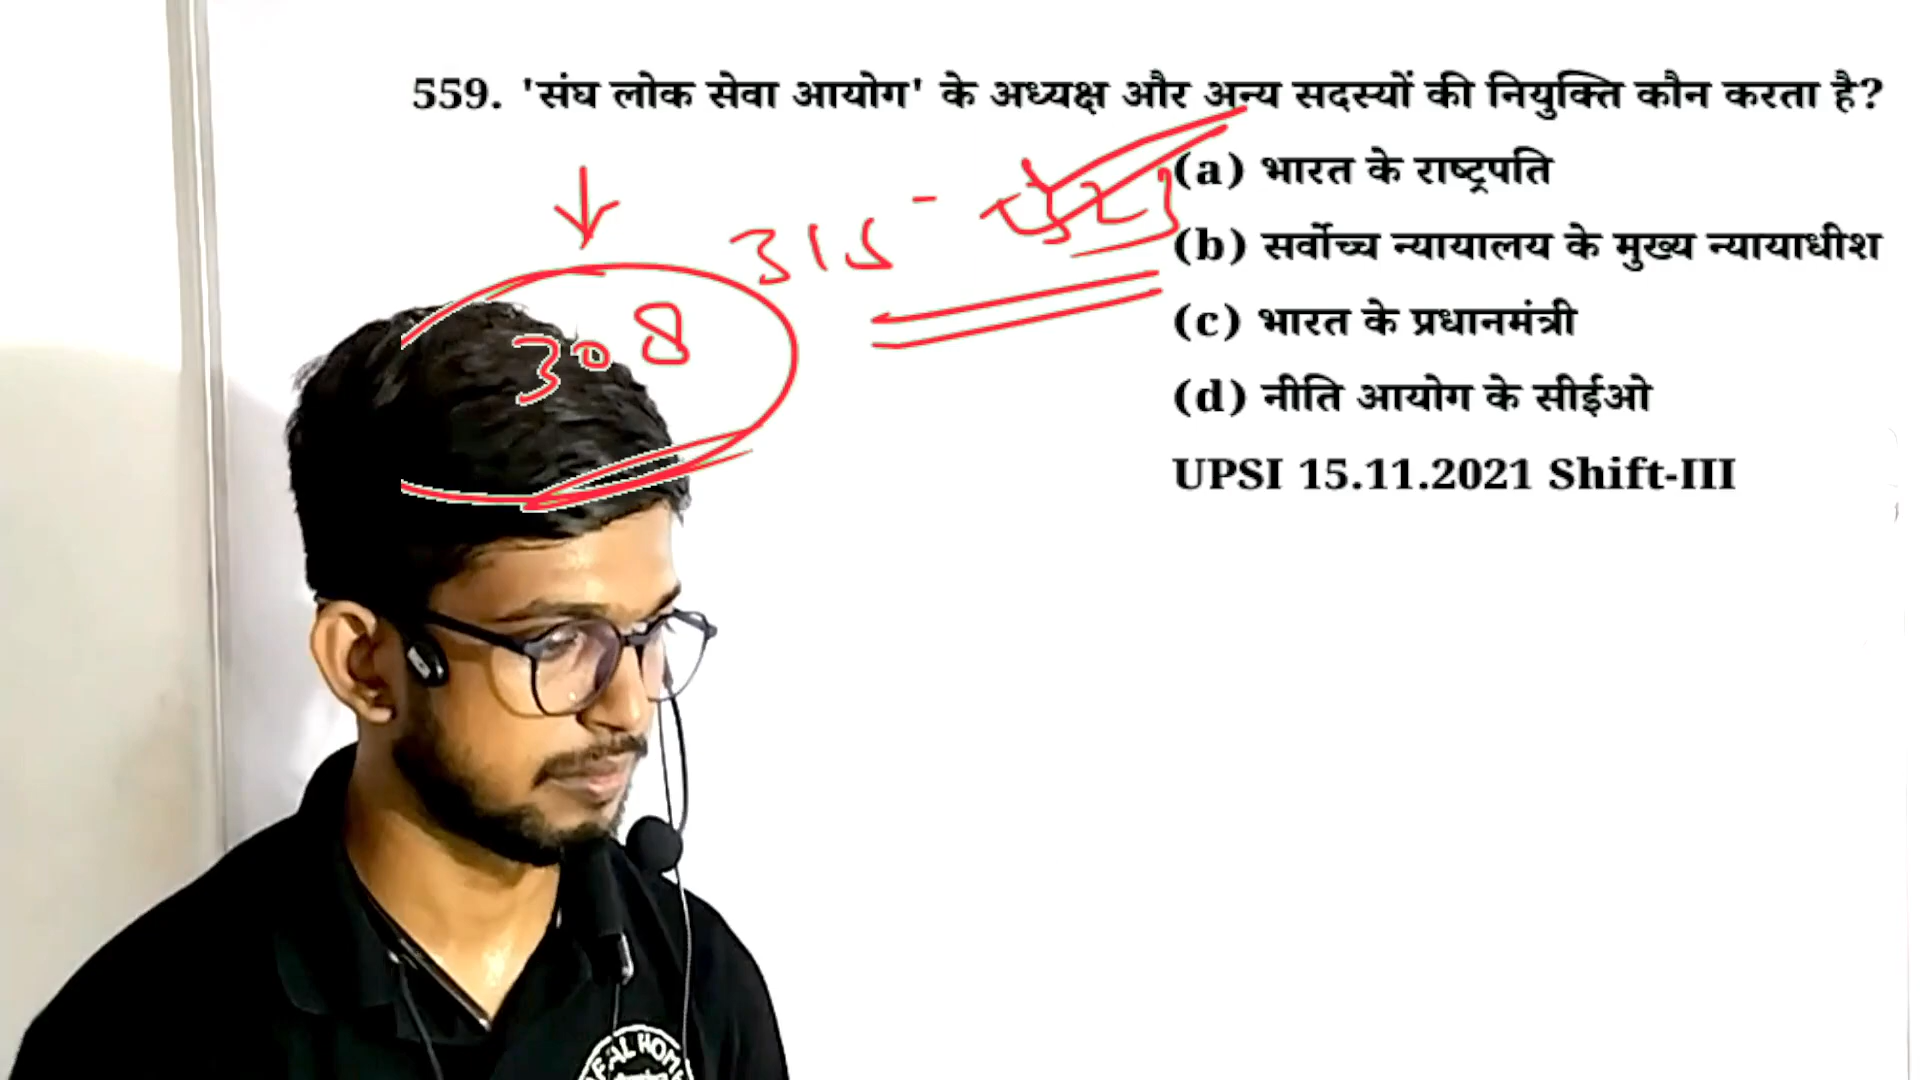 559. 'संघ लोक सेवा आयोग' के अध्यक्ष और अन्य सदस्यों की नियुक्ति कौन करता है?
(a) भारत के राष्ट्रपति
315 -
(b) सर्वोच्च न्यायालय के मुख्य न्यायाधीश
308
(c) भारत के प्रधानमंत्री
(d) नीति आयोग के सीईओ
UPSI 15.11.2021 Shift-III